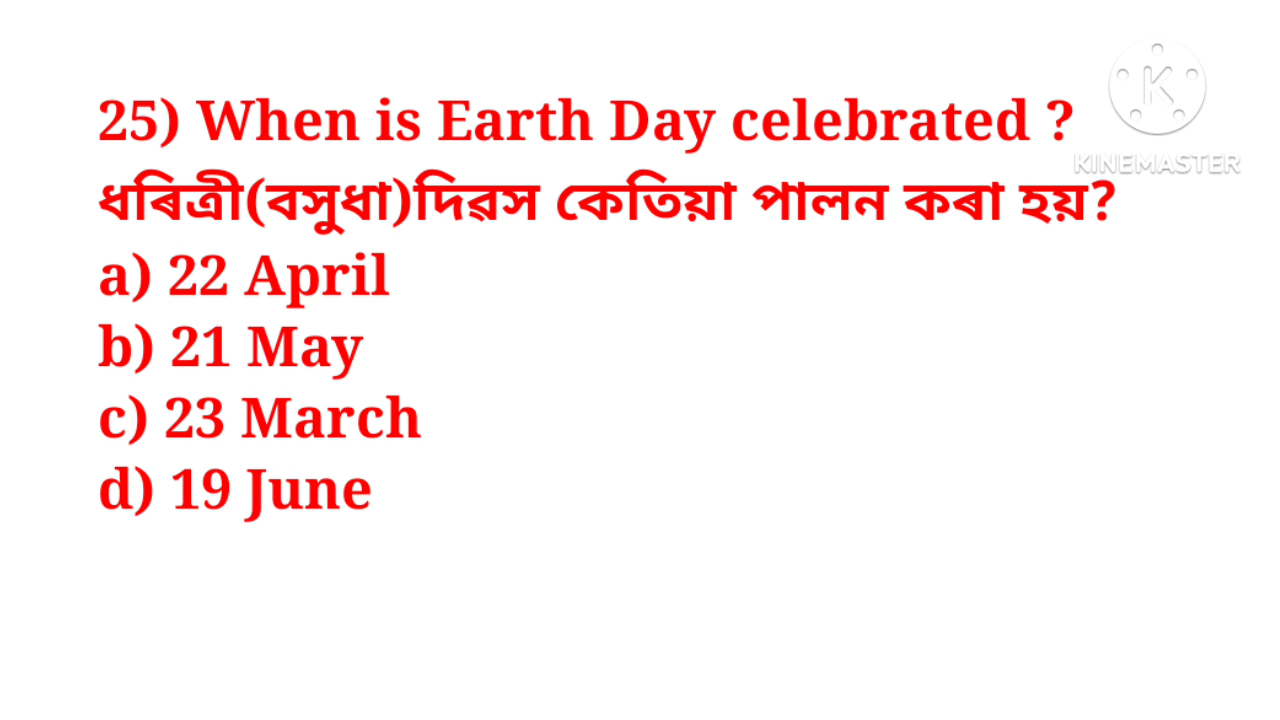 25) When is Earth Day celebrated ?
KINEMASTER
ধৰিত্ৰী(বসুধা)দিৱস কেতিয়া পালন কৰা হয়?
a) 22 April
b) 21 May
c) 23 March
d) 19 June